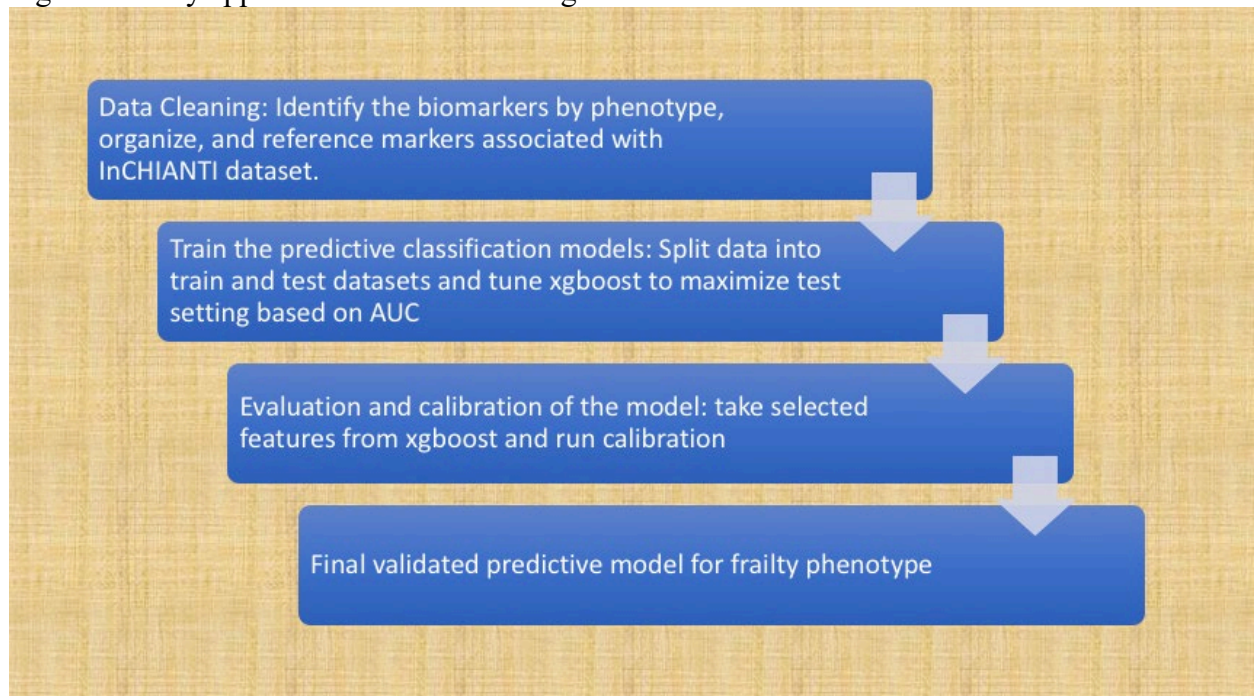 Data Cleaning: Identify the biomarkers by phenotype,
organize, and reference markers associated with
InCHIANTI dataset.
Train the predictive classification models: Split data into
train and test datasets and tune xgboost to maximize test
setting based on AUC
Evaluation and calibration of the model: take selected
features from xgboost and run calibration
Final validated predictive model for frailty phenotype